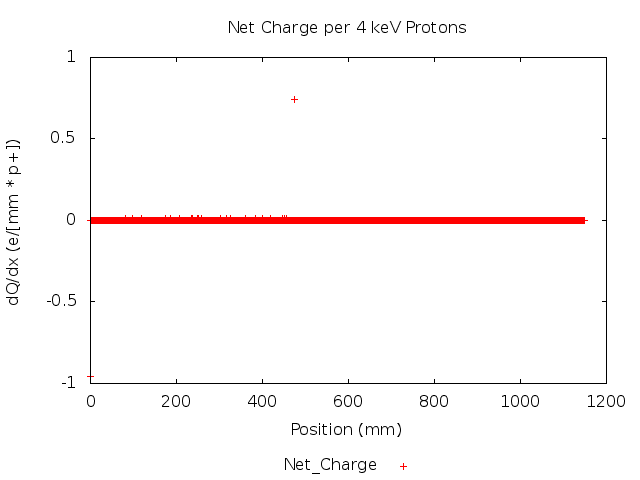 Net Charge per 4 keV Protons
1
0.5
0
-0.5
-1
dQ/dx (e/[mm * p+])
0 200 400 600 800 1000 1200
Position (mm)
Net_Charge